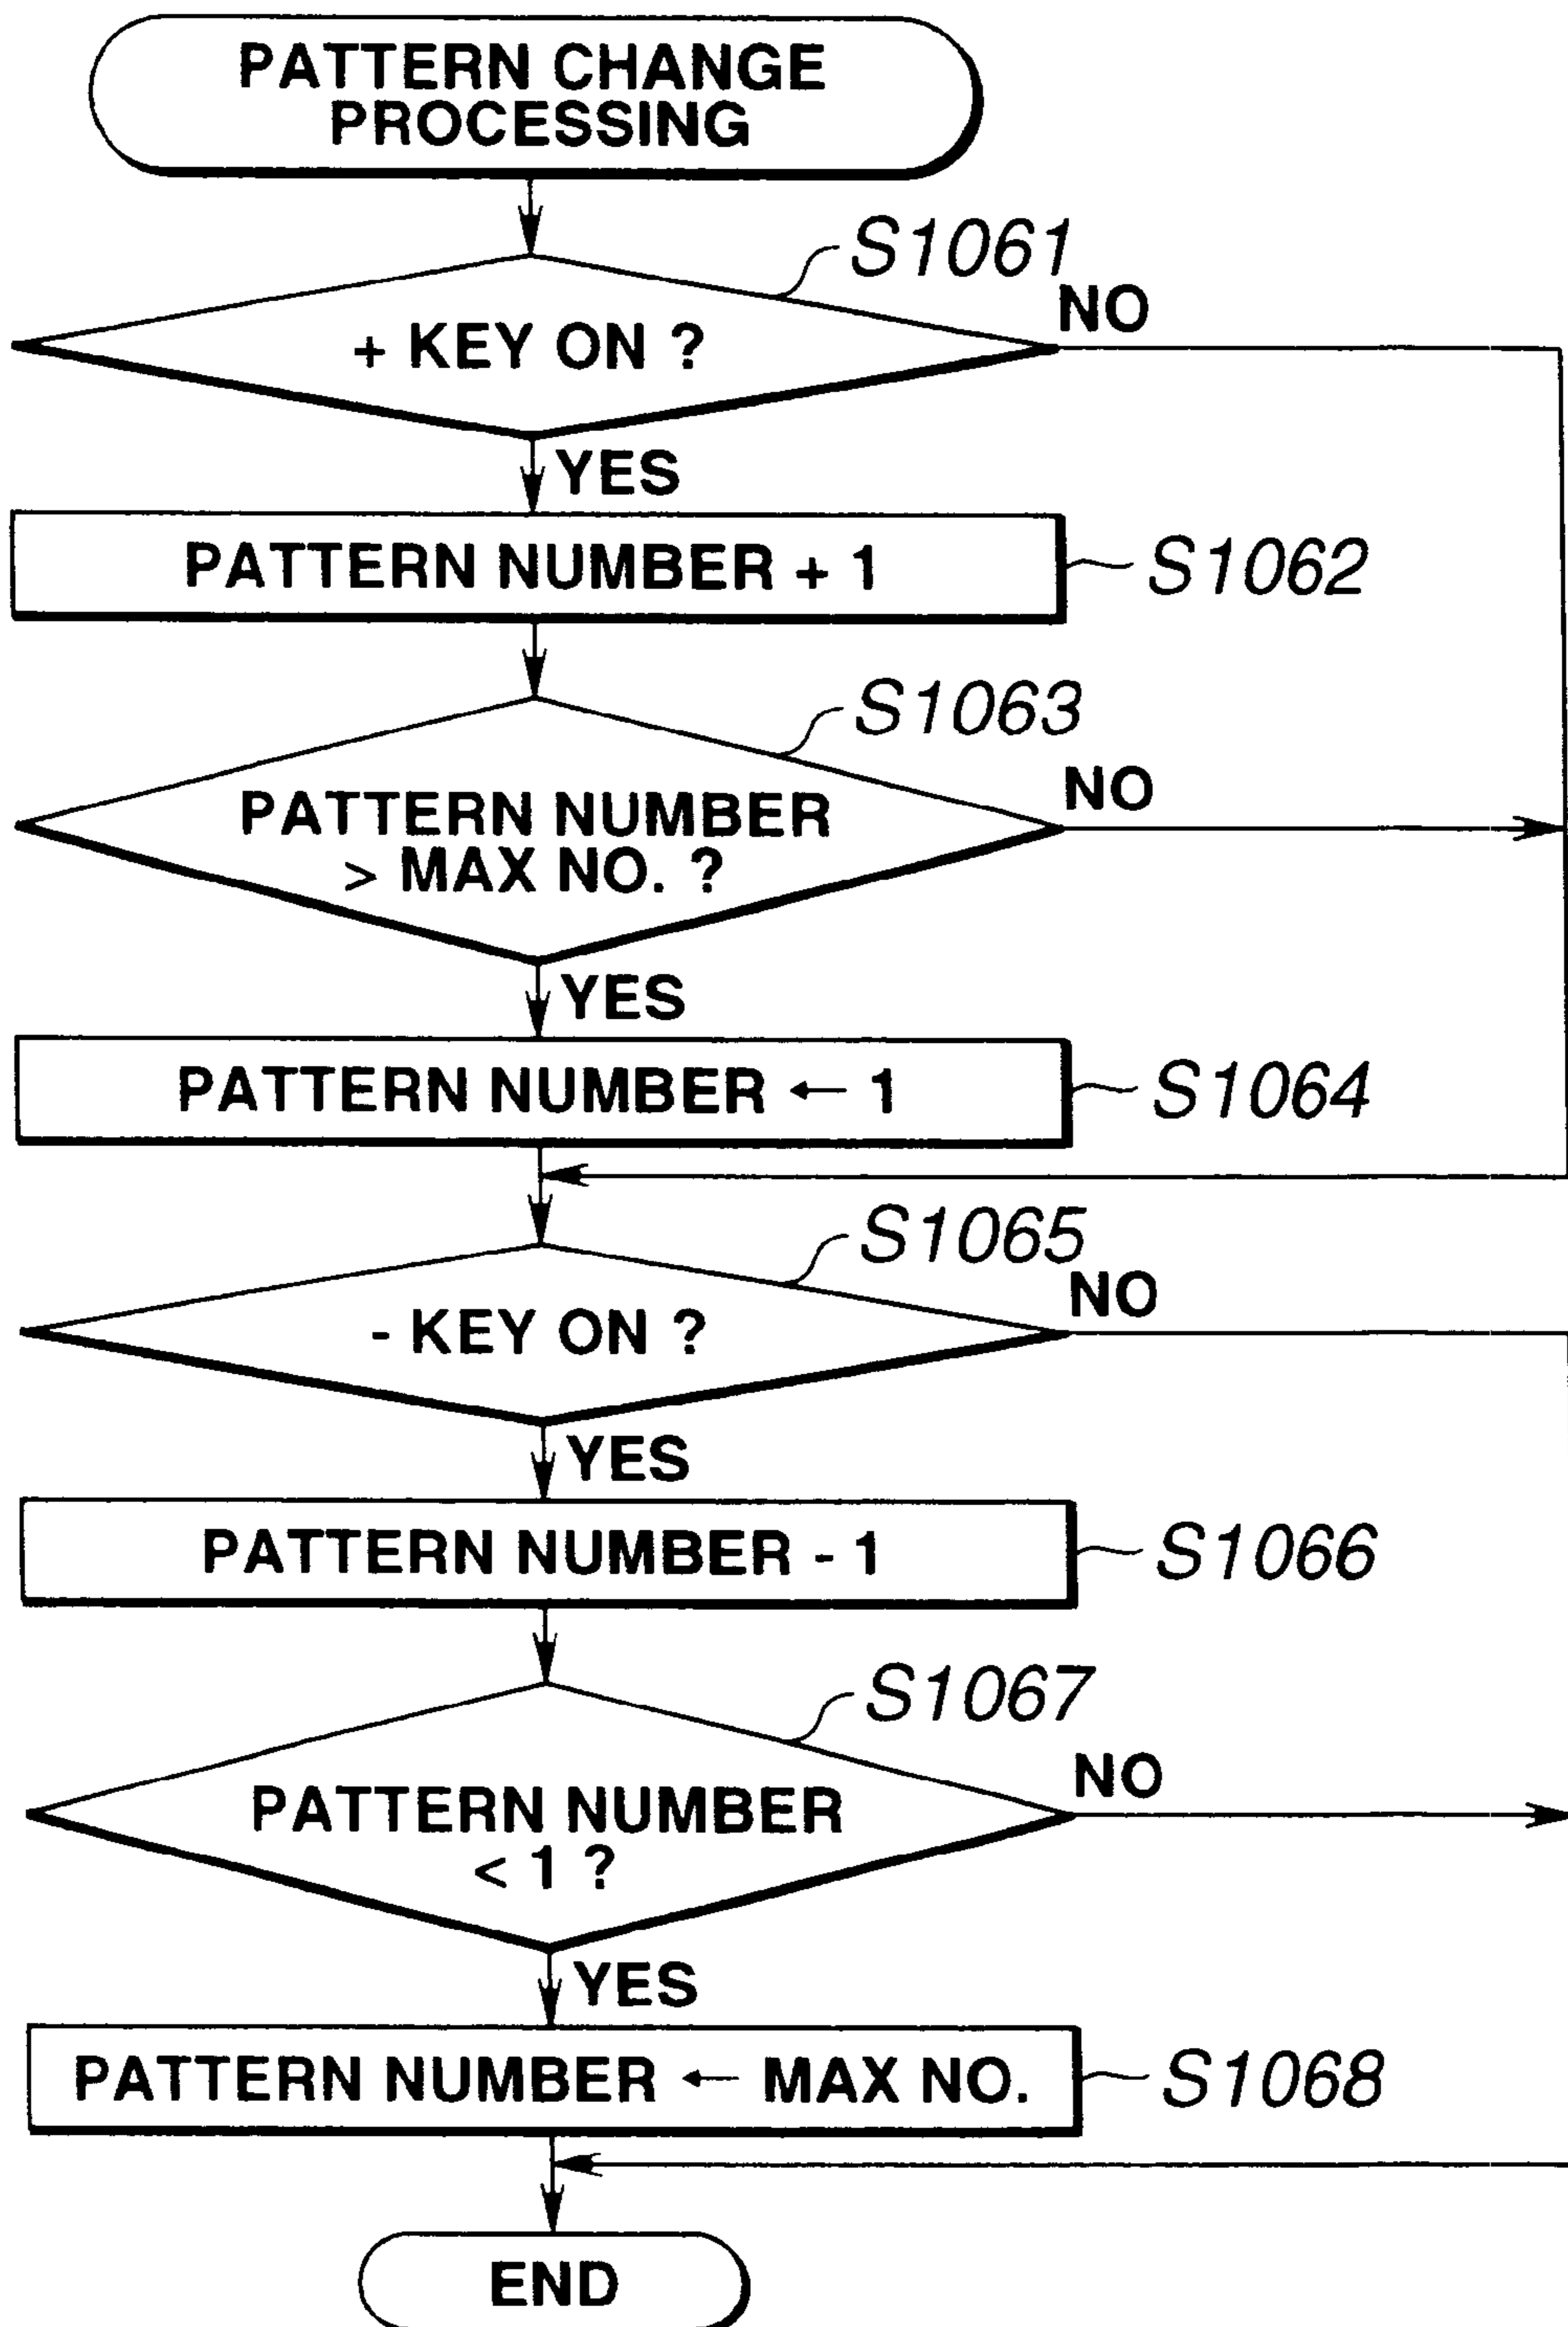 PATTERN CHANGE
PROCESSING
S1061
+ KEY ON ?
NO
YES
PATTERN NUMBER + 1
S1062
S1063
PATTERN NUMBER
> MAX NO. ?
NO
YES
PATTERN NUMBER ← 1
S1064
S1065
- KEY ON ?
NO
YES
PATTERN NUMBER - 1
S1066
S1067
PATTERN NUMBER
< 1 ?
NO
YES
PATTERN NUMBER ← MAX NO.
S1068
END